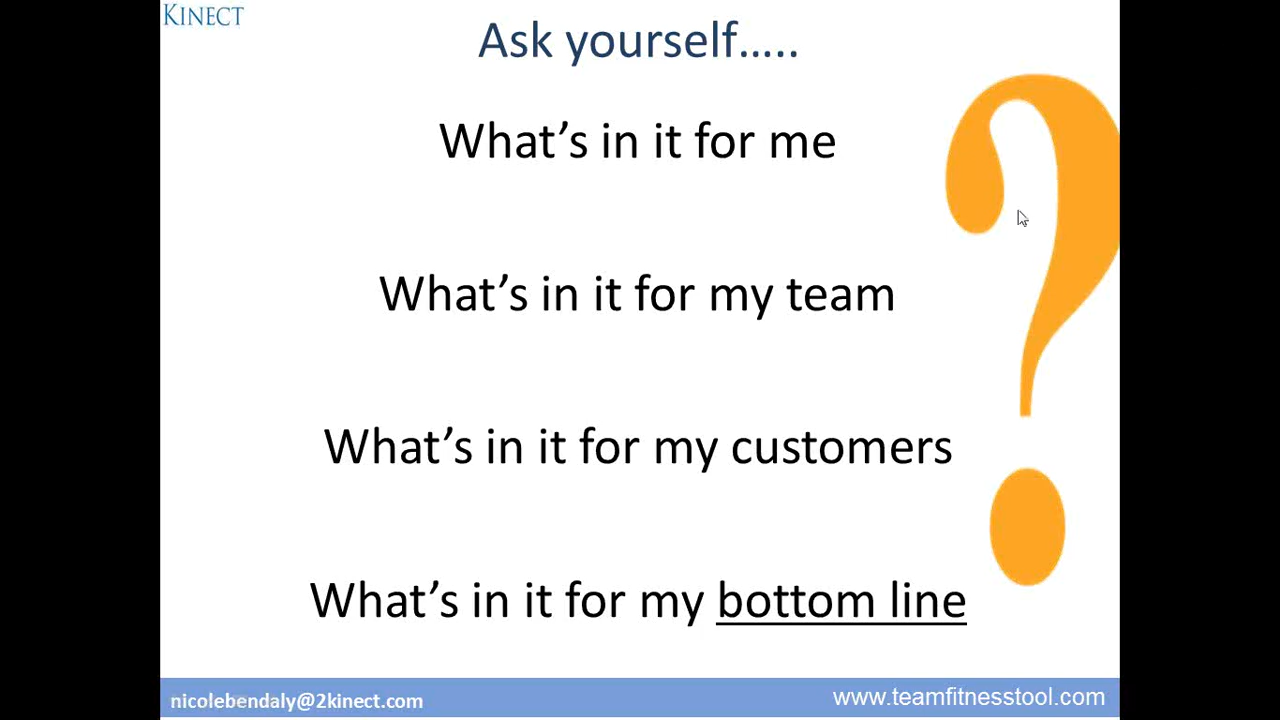 KINECT
Ask yourself…..
What’s in it for me
What’s in it for my team
What’s in it for my customers
What’s in it for my bottom line
?
nicolebendaly@2kinect.com
www.teamfitnesstool.com